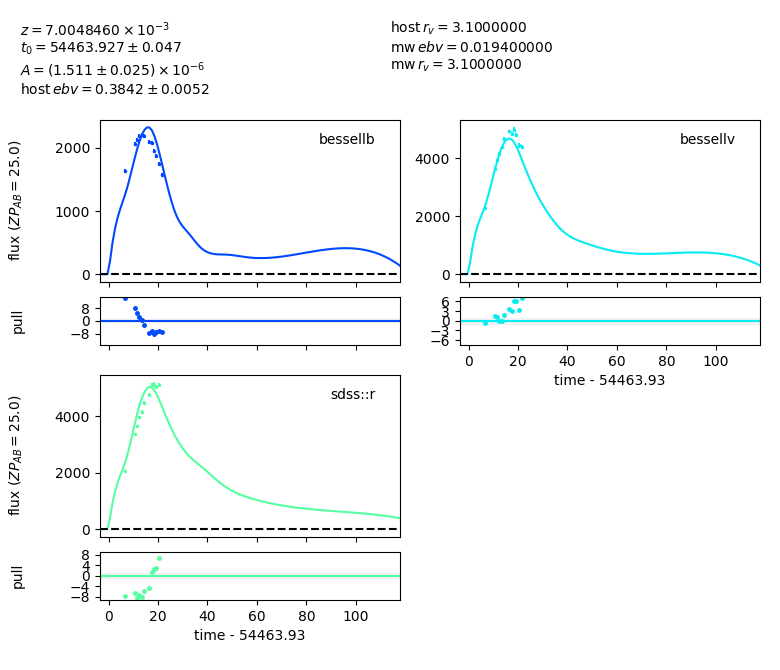 z = 7.0048460 × 10⁻³
t₀ = 54463.927 ± 0.047
A = (1.511 ± 0.025) × 10⁻⁶
host ebv = 0.3842 ± 0.0052
host r_v = 3.1000000
mw ebv = 0.019400000
mw r_v = 3.1000000
bessellb
flux (ZP_AB = 25.0)
2000
1000
0
pull
8
0
−8
bessellv
4000
2000
0
6
3
0
−3
−6
0 20 40 60 80 100
time - 54463.93
sdss::r
flux (ZP_AB = 25.0)
4000
2000
0
pull
8
4
0
−4
−8
0 20 40 60 80 100
time - 54463.93